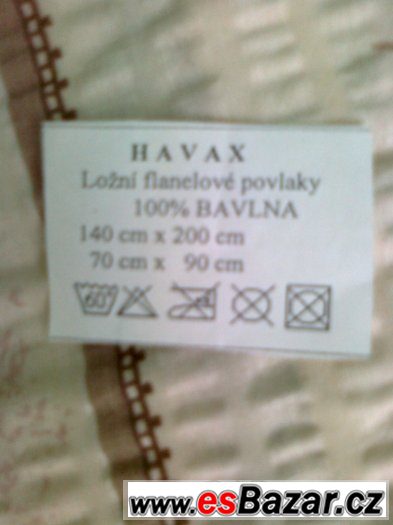 HAVAX
Ložní flanelové povlaky
100% BAVLNA
140 cm x 200 cm
70 cm x 90 cm
60°
www.esBazar.cz